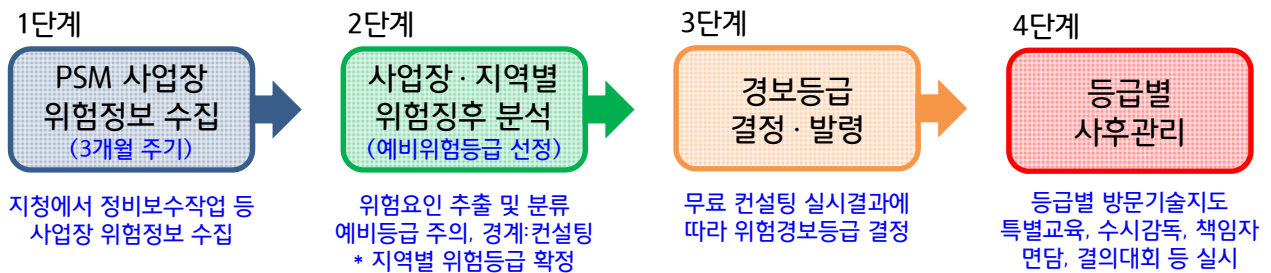 1단계
PSM 사업장
위험정보 수집
(3개월 주기)
지청에서 정비보수작업 등
사업장 위험정보 수집
2단계
사업장 · 지역별
위험징후 분석
(예비위험등급 선정)
위험요인 추출 및 분류
예비등급 주의, 경계:컨설팅
* 지역별 위험등급 확정
3단계
경보등급
결정 · 발령
무료 컨설팅 실시결과에
따라 위험경보등급 결정
4단계
등급별
사후관리
등급별 방문기술지도
특별교육, 수시감독, 책임자
면담, 결의대회 등 실시